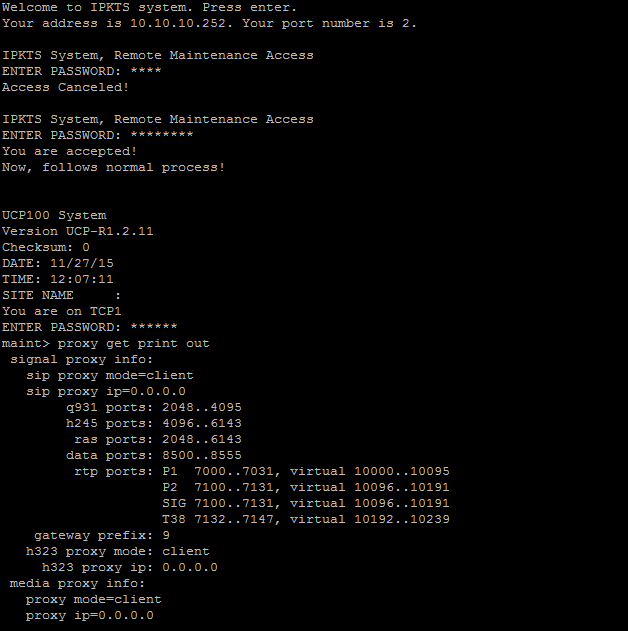 Welcome to IPKTS system. Press enter.
Your address is 10.10.10.252. Your port number is 2.
IPKTS System, Remote Maintenance Access
ENTER PASSWORD: ****
Access Canceled!
IPKTS System, Remote Maintenance Access
ENTER PASSWORD: ********
You are accepted!
Now, follows normal process!
UCP100 System
Version UCP-R1.2.11
Checksum: 0
DATE: 11/27/15
TIME: 12:07:11
SITE NAME     :
You are on TCP1
ENTER PASSWORD: ******
maint> proxy get print out
signal proxy info:
sip proxy mode=client
sip proxy ip=0.0.0.0
q931 ports: 2048..4095
h245 ports: 4096..6143
ras ports: 2048..6143
data ports: 8500..8555
rtp ports: P1  7000..7031, virtual 10000..10095
P2  7100..7131, virtual 10096..10191
SIG 7100..7131, virtual 10096..10191
T38 7132..7147, virtual 10192..10239
gateway prefix: 9
h323 proxy mode: client
h323 proxy ip: 0.0.0.0
media proxy info:
proxy mode=client
proxy ip=0.0.0.0